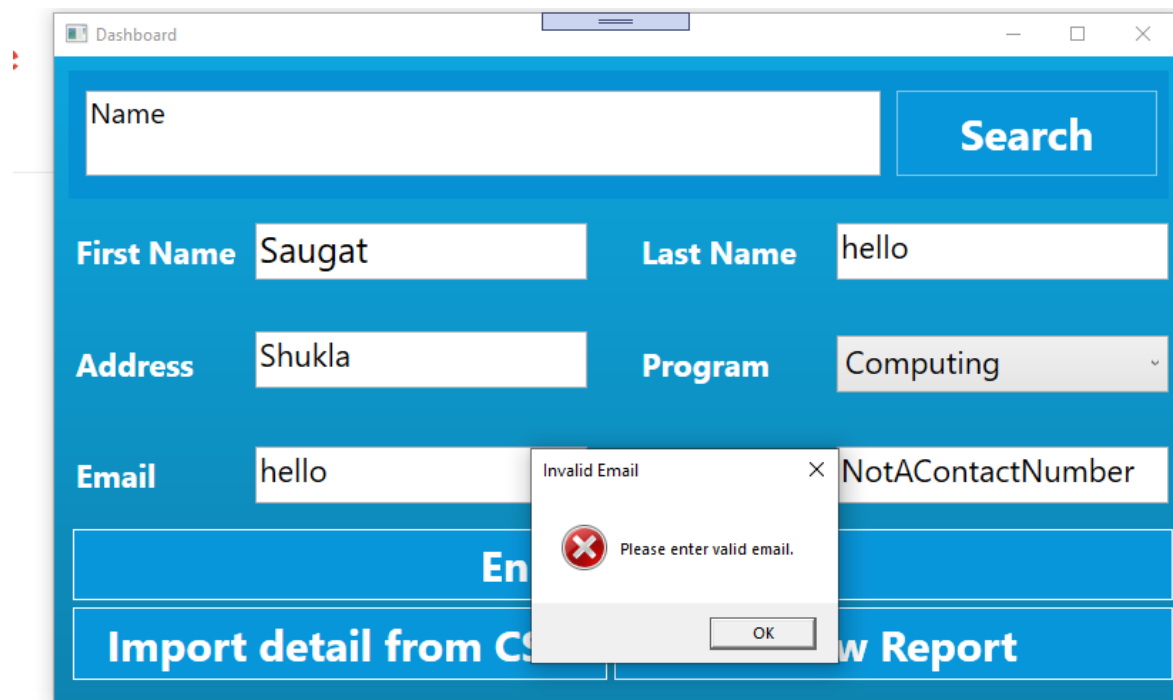 Dashboard
Name
Search
First Name
Saugat
Last Name
hello
Address
Shukla
Program
Computing
Email
hello
NotAContactNumber
Invalid Email
Please enter valid email.
OK
En
Import detail from CS
w Report